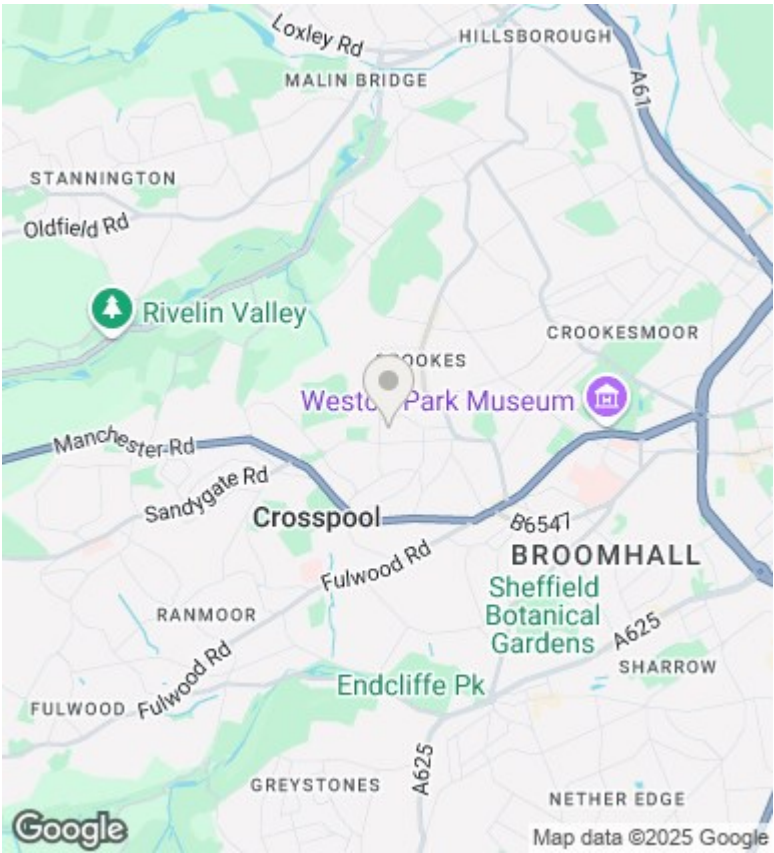 Loxley Rd
HILLSBOROUGH
MALIN BRIDGE
A61
STANNINGTON
Oldfield Rd
Rivelin Valley
CROOKESMOOR
OOKES
Westo
Park Museum
Manchester Rd
Sandygate Rd
Crosspool
B6547
BROOMHALL
Fulwood Rd
Sheffield
Botanical
Gardens
A625
RANMOOR
SHARROW
Fulwood Rd
Endcliffe Pk
FULWOOD
A625
GREYSTONES
NETHER EDGE
Google
Map data ©2025 Google